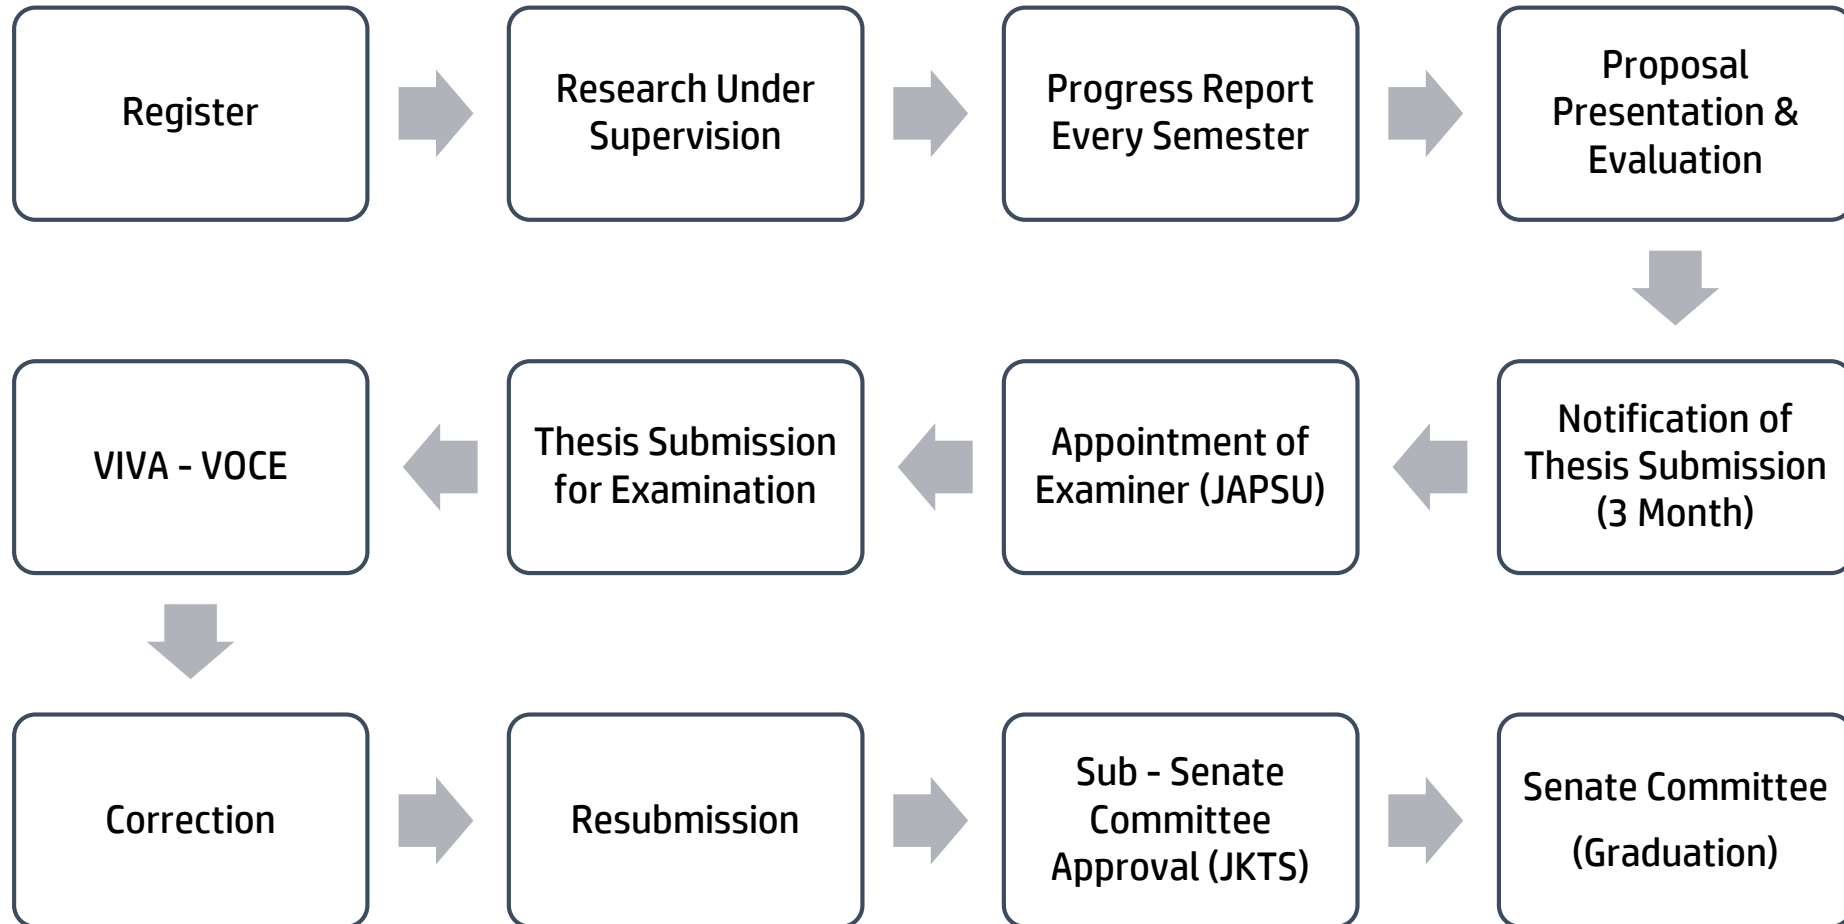 Register
Research Under
Supervision
Progress Report
Every Semester
Proposal
Presentation &
Evaluation
Notification of
Thesis Submission
(3 Month)
Appointment of
Examiner (JAPSU)
Thesis Submission
for Examination
VIVA - VOCE
Correction
Resubmission
Sub - Senate
Committee
Approval (JKTS)
Senate Committee
(Graduation)